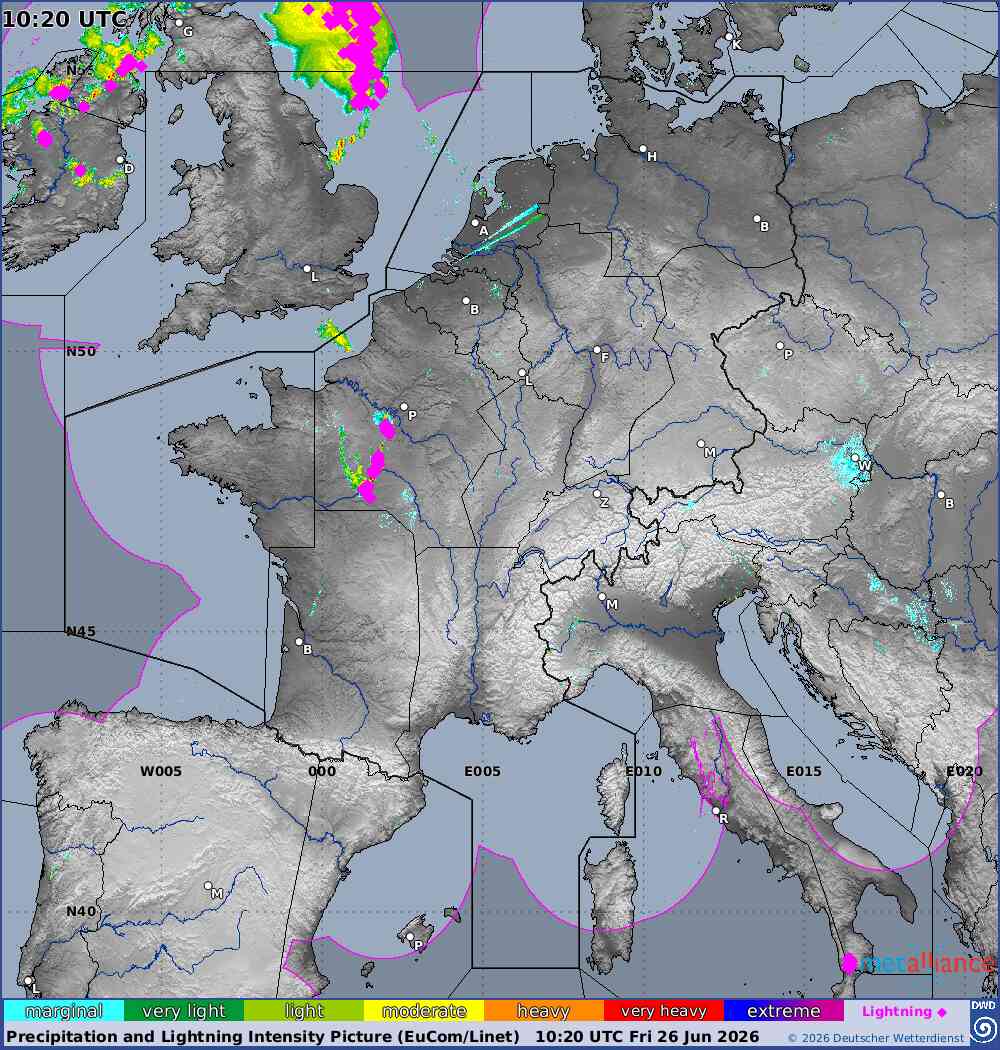 10:20 UTC
G
K
N55
H
D
A
B
L
B
N50
P
F
L
P
M
W
Z
B
M
N45
B
W005
000
E005
E010
E015
E020
R
M
N40
P
metalliance
L
marginal very light light moderate heavy very heavy extreme Lightning
DWD
Precipitation and Lightning Intensity Picture (EuCom/Linet) 10:20 UTC Fri 26 Jun 2026 © 2026 Deutscher Wetterdienst